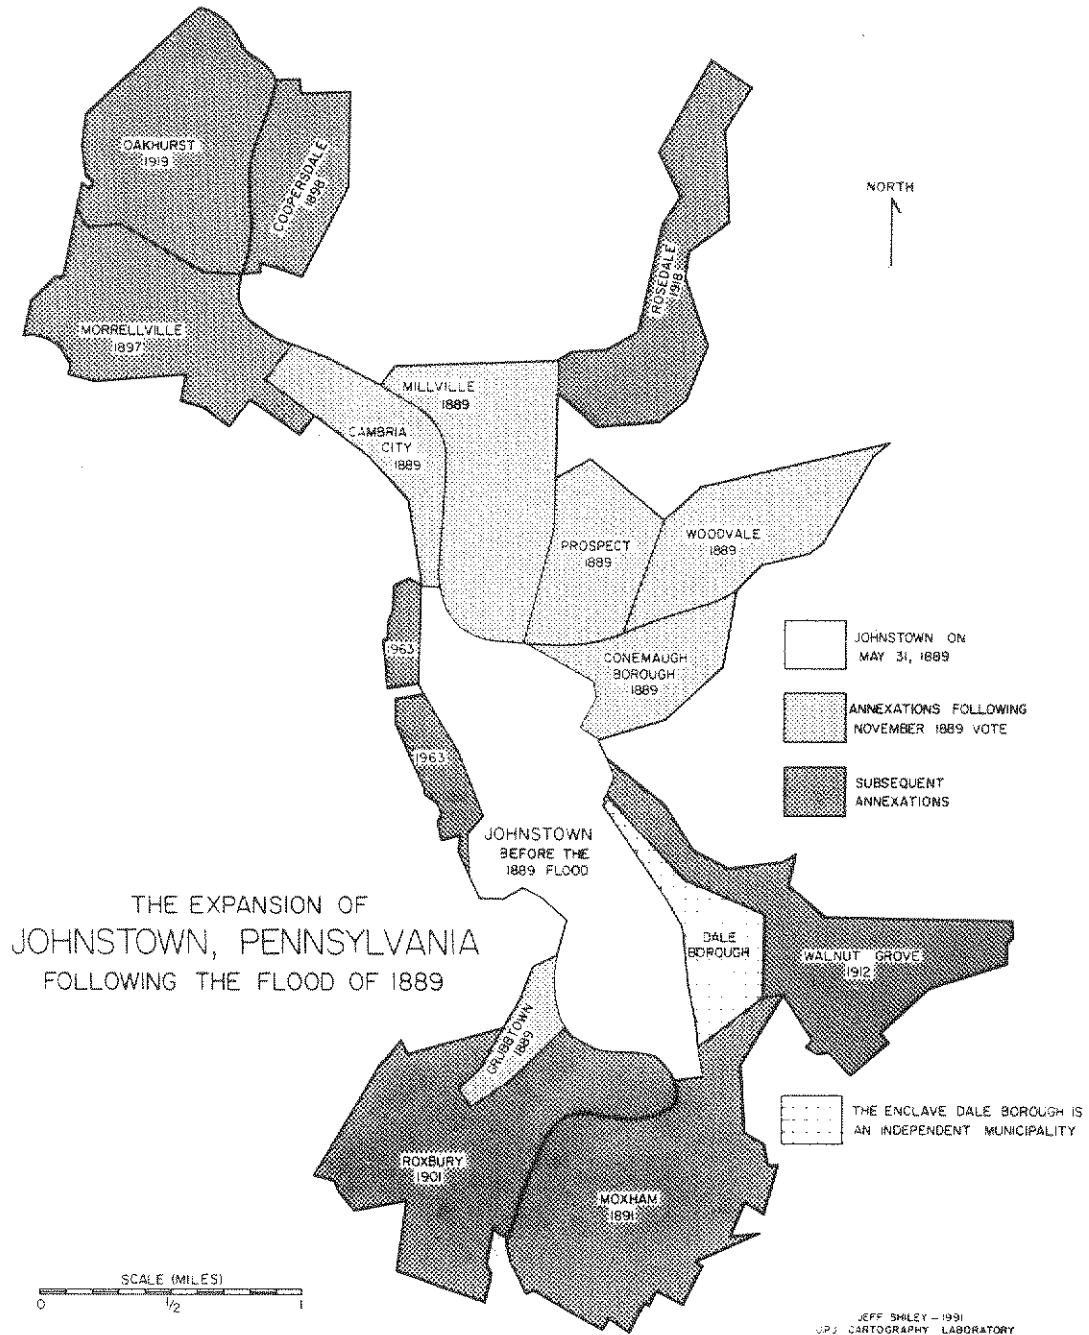 OAKHURST
1919
COOPERSDALE
1898
NORTH
ROSEDALE
1918
MORRELLVILLE
1897
MILLVILLE
1889
CAMBRIA
CITY
1889
PROSPECT
1889
WOODVALE
1889
1963
CONEMAUGH
BOROUGH
1889
JOHNSTOWN ON
MAY 31, 1889
ANNEXATIONS FOLLOWING
NOVEMBER 1889 VOTE
1963
SUBSEQUENT
ANNEXATIONS
JOHNSTOWN
BEFORE THE
1889 FLOOD
THE EXPANSION OF
JOHNSTOWN, PENNSYLVANIA
FOLLOWING THE FLOOD OF 1889
DALE
BOROUGH
WALNUT GROVE
1912
GRUBBTOWN
1889
THE ENCLAVE DALE BOROUGH IS
AN INDEPENDENT MUNICIPALITY
ROXBURY
1901
MOXHAM
1891
SCALE (MILES)
0 1/2 1
JEFF SHILEY – 1991
UPJ CARTOGRAPHY LABORATORY